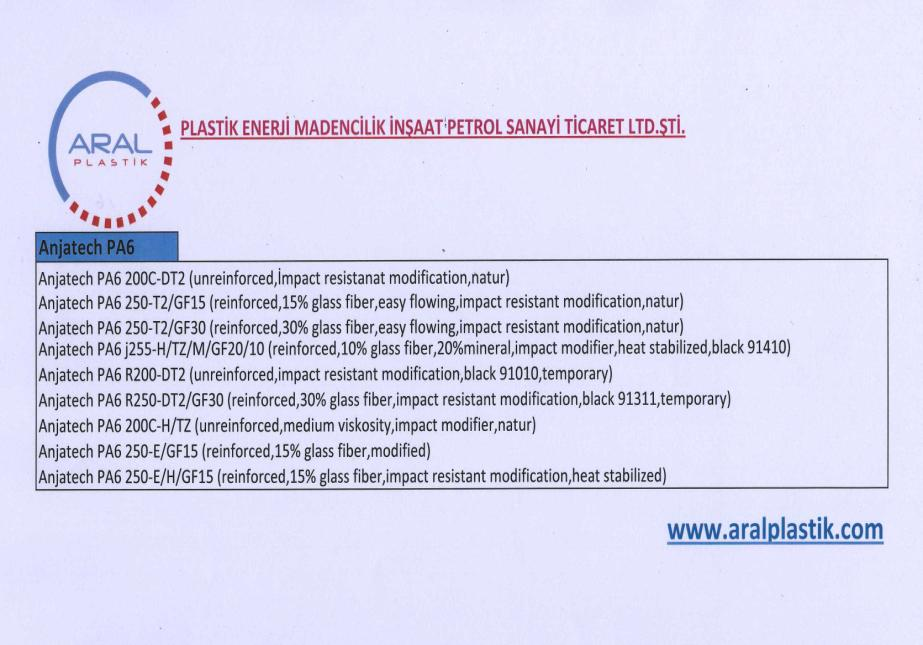 ARAL
PLASTİK
PLASTİK ENERJİ MADENCİLİK İNŞAAT PETROL SANAYİ TİCARET LTD.ŞTİ.
Anjatech PA6
Anjatech PA6 200C-DT2 (unreinforced,İmpact resistanat modification,natur)
Anjatech PA6 250-T2/GF15 (reinforced,15% glass fiber,easy flowing,impact resistant modification,natur)
Anjatech PA6 250-T2/GF30 (reinforced,30% glass fiber,easy flowing,impact resistant modification,natur)
Anjatech PA6 j255-H/TZ/M/GF20/10 (reinforced,10% glass fiber,20%mineral,impact modifier,heat stabilized,black 91410)
Anjatech PA6 R200-DT2 (unreinforced,impact resistant modification,black 91010,temporary)
Anjatech PA6 R250-DT2/GF30 (reinforced,30% glass fiber,impact resistant modification,black 91311,temporary)
Anjatech PA6 200C-H/TZ (unreinforced,medium viskosity,impact modifier,natur)
Anjatech PA6 250-E/GF15 (reinforced,15% glass fiber,modified)
Anjatech PA6 250-E/H/GF15 (reinforced,15% glass fiber,impact resistant modification,heat stabilized)
www.aralplastik.com